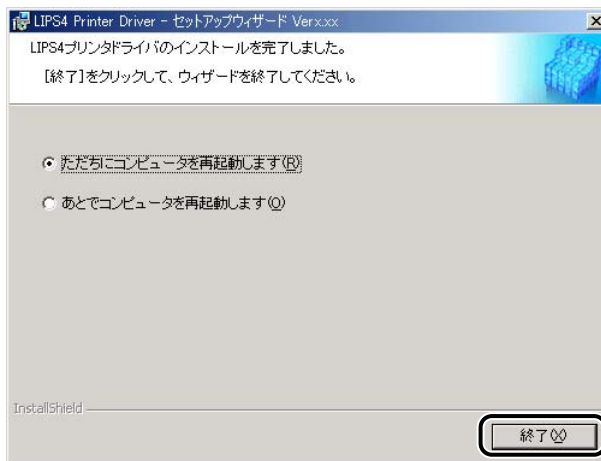 LIPS4 Printer Driver - セットアップウィザード Verx.xx
LIPS4プリンタドライバのインストールを完了しました。
［終了］をクリックして、ウィザードを終了してください。
ただちにコンピュータを再起動します(R)
あとでコンピュータを再起動します(O)
InstallShield
終了(X)